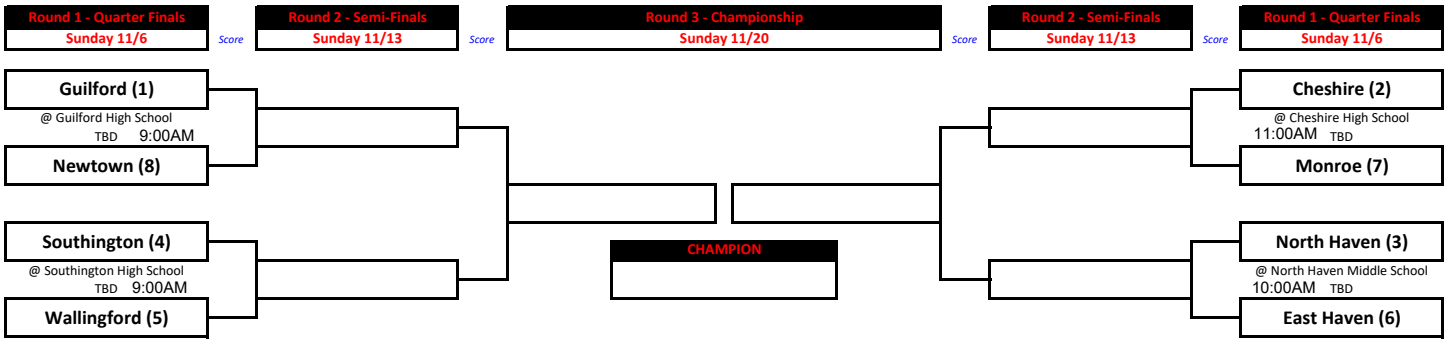 Round 1 - Quarter Finals
Sunday 11/6
Score
Round 2 - Semi-Finals
Sunday 11/13
Score
Round 3 - Championship
Sunday 11/20
Score
Round 2 - Semi-Finals
Sunday 11/13
Score
Round 1 - Quarter Finals
Sunday 11/6
Guilford (1)
@ Guilford High School
TBD 9:00AM
Newtown (8)
Southington (4)
@ Southington High School
TBD 9:00AM
Wallingford (5)
CHAMPION
Cheshire (2)
@ Cheshire High School
11:00AM TBD
Monroe (7)
North Haven (3)
@ North Haven Middle School
10:00AM TBD
East Haven (6)